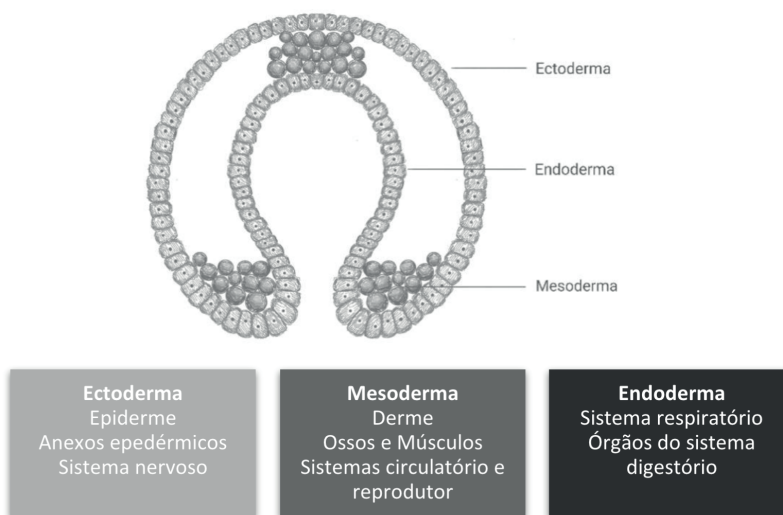 Ectoderma
Endoderma
Mesoderma
Ectoderma
Epiderme
Anexos epedérmicos
Sistema nervoso
Mesoderma
Derme
Ossos e Músculos
Sistemas circulatório e
reprodutor
Endoderma
Sistema respiratório
Órgãos do sistema
digestório